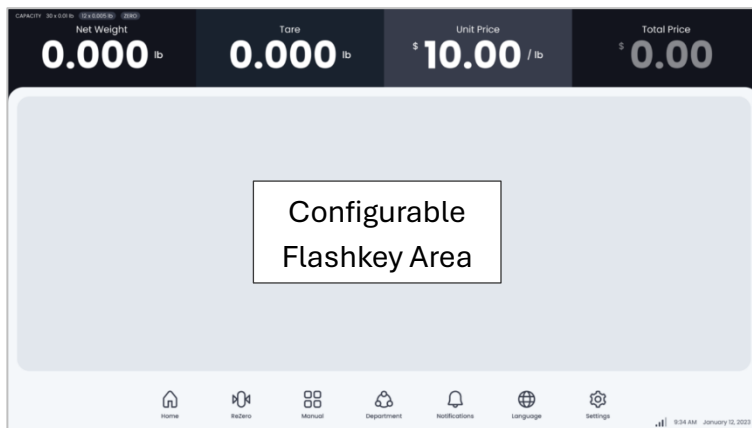 CAPACITY 30 x 0.01 lb 12 x 0.005 lb ZERO
Net Weight Tare Unit Price Total Price
0.000 lb 0.000 lb $ 10.00 / lb $ 0.00
Configurable
Flashkey Area
Home ReZero Manual Department Notifications Language Settings
9:34 AM January 12, 2023